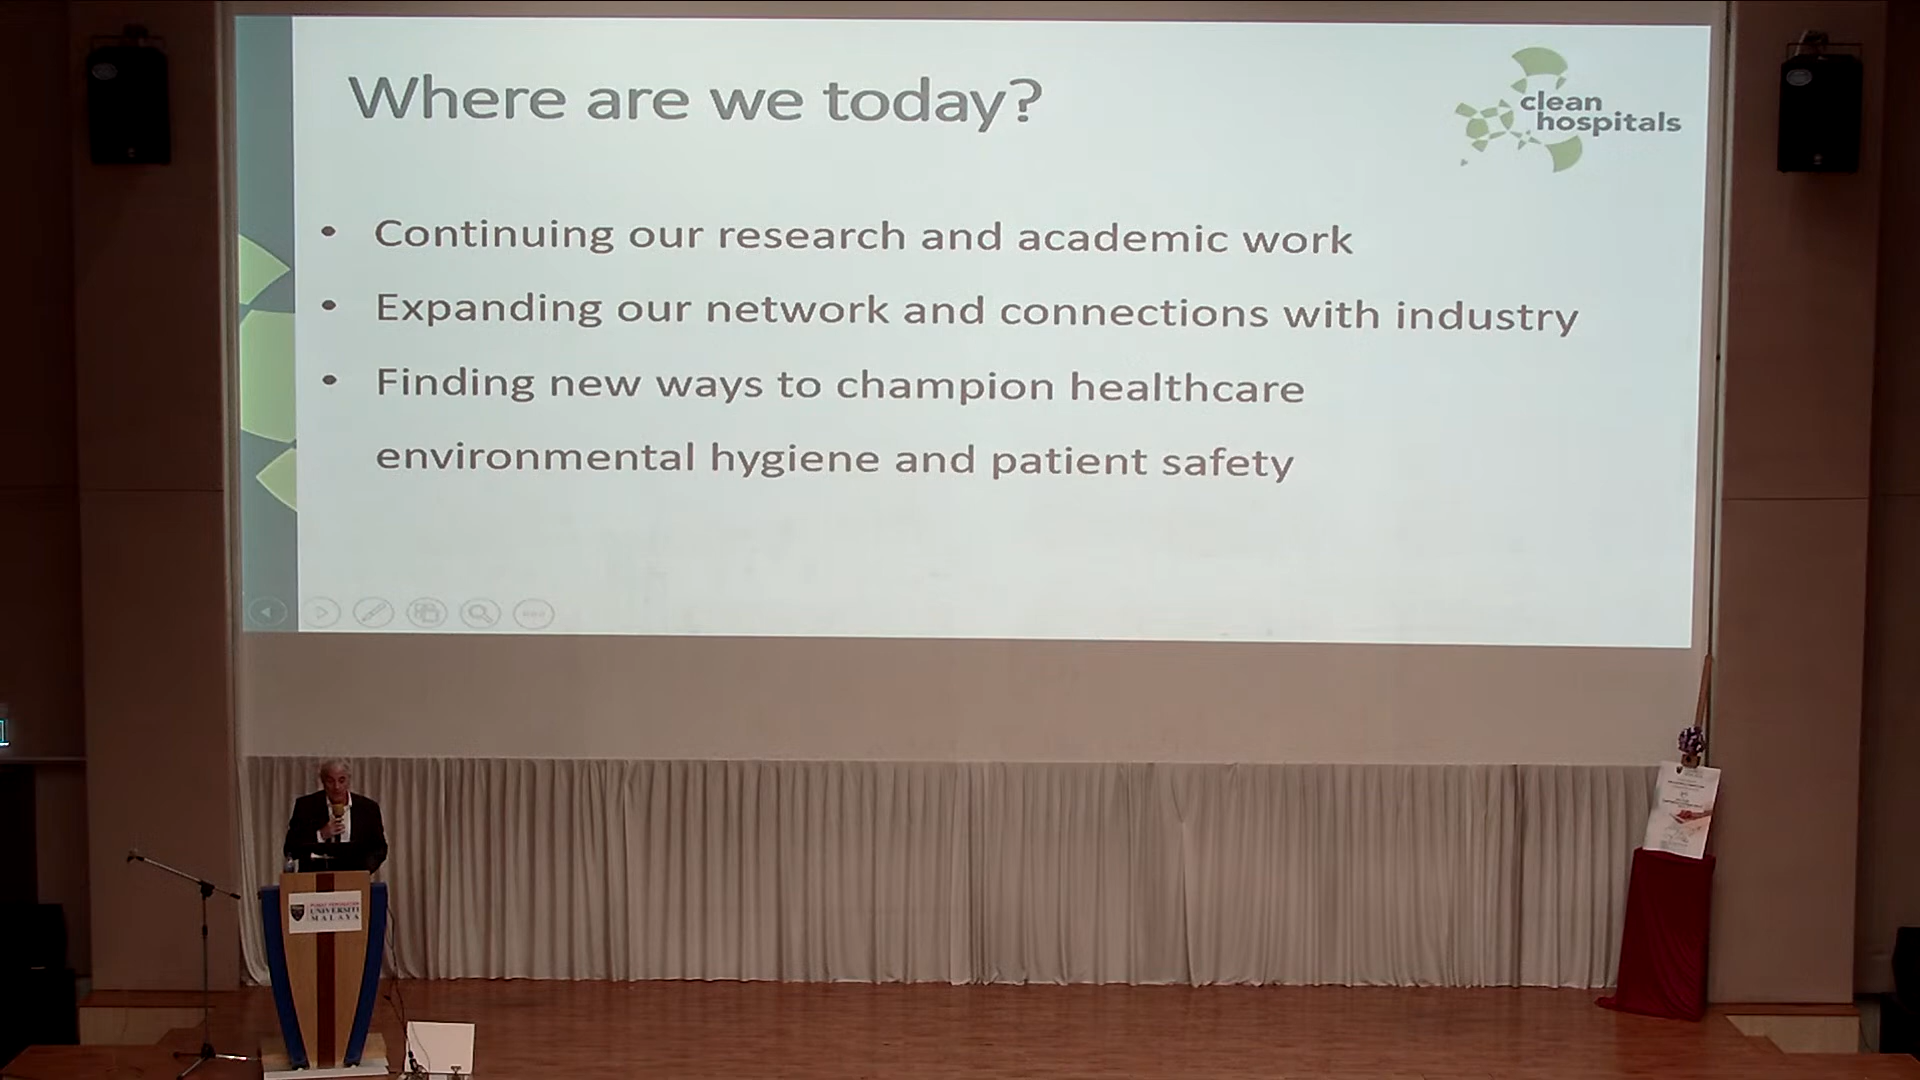 Where are we today?
clean
hospitals
• Continuing our research and academic work
• Expanding our network and connections with industry
• Finding new ways to champion healthcare
environmental hygiene and patient safety
UNIVERSITI
MALAYA